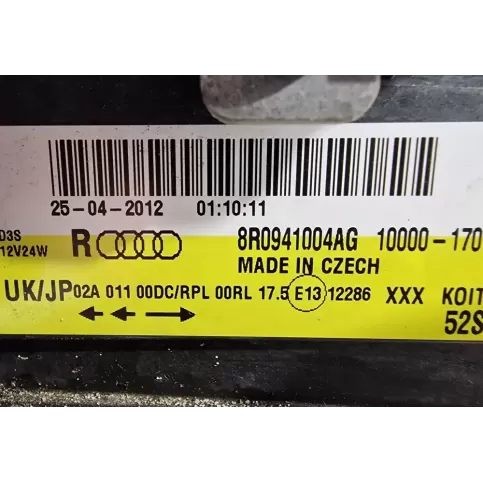 25-04-2012 01:10:11
D3S
12V24W
R 8R0941004AG 10000-170
MADE IN CZECH
UK/JP 02A 011 00DC/RPL 00RL 17.5 E13 12286 XXX KOIT
52S